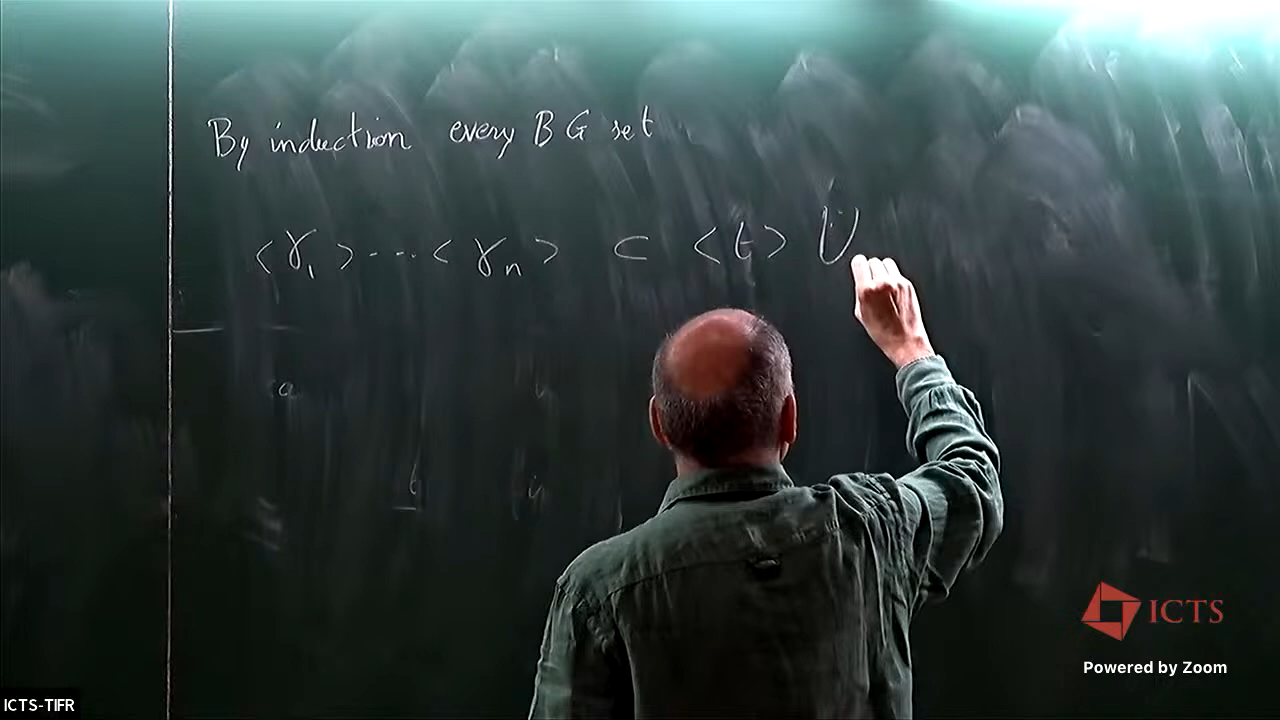 By induction every BG set
<γ₁> ... <γₙ> ⊂ <t> U
ICTS
Powered by Zoom
ICTS-TIFR